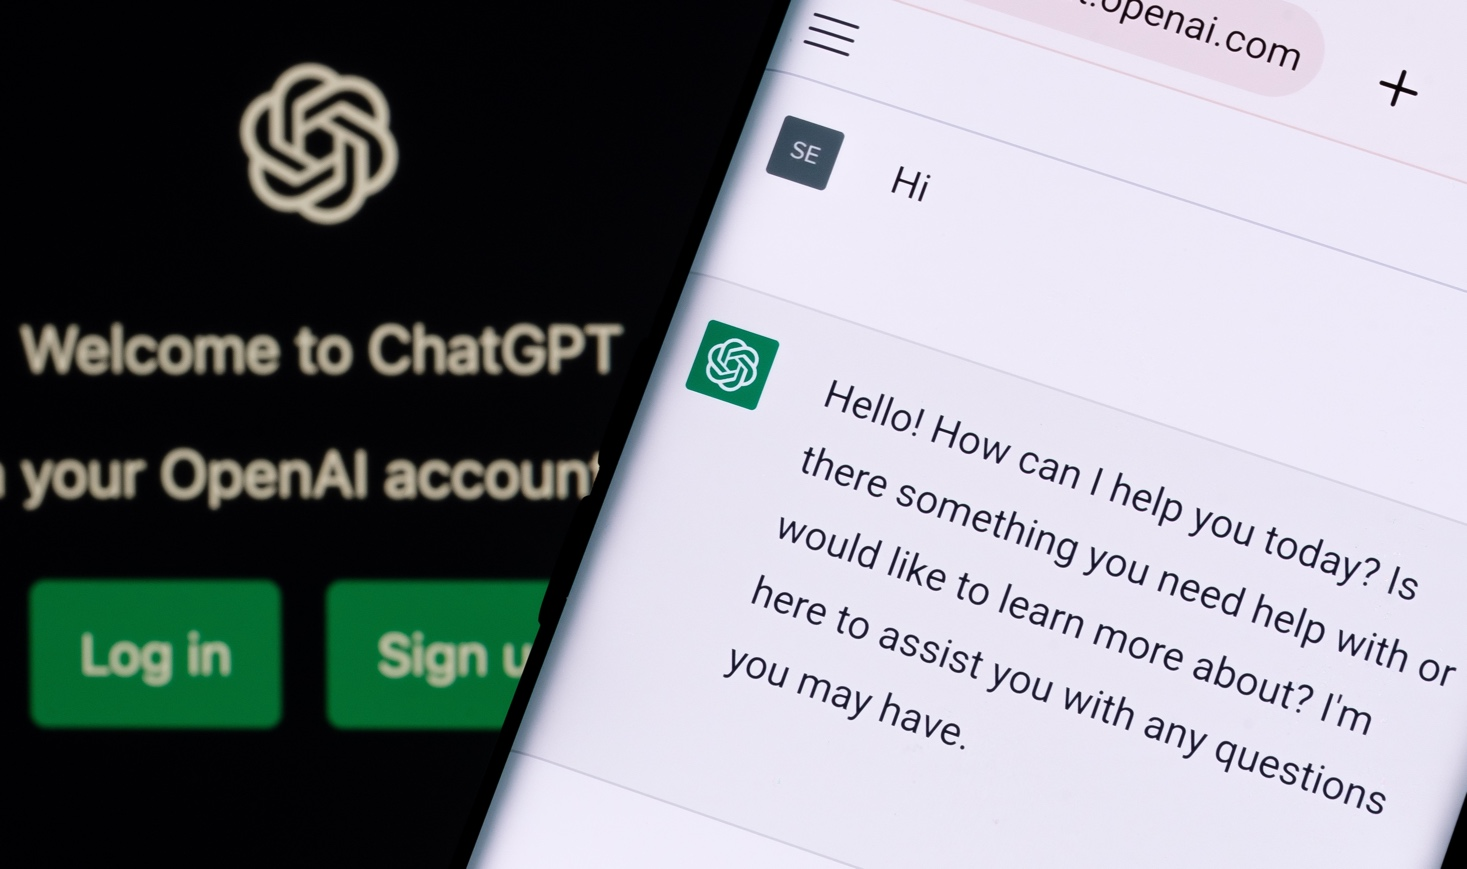 Welcome to ChatGPT
your OpenAI account
Log in
Sign
.openai.com
SE
Hi
Hello! How can I help you today? Is
there something you need help with or
would like to learn more about? I'm
here to assist you with any questions
you may have.